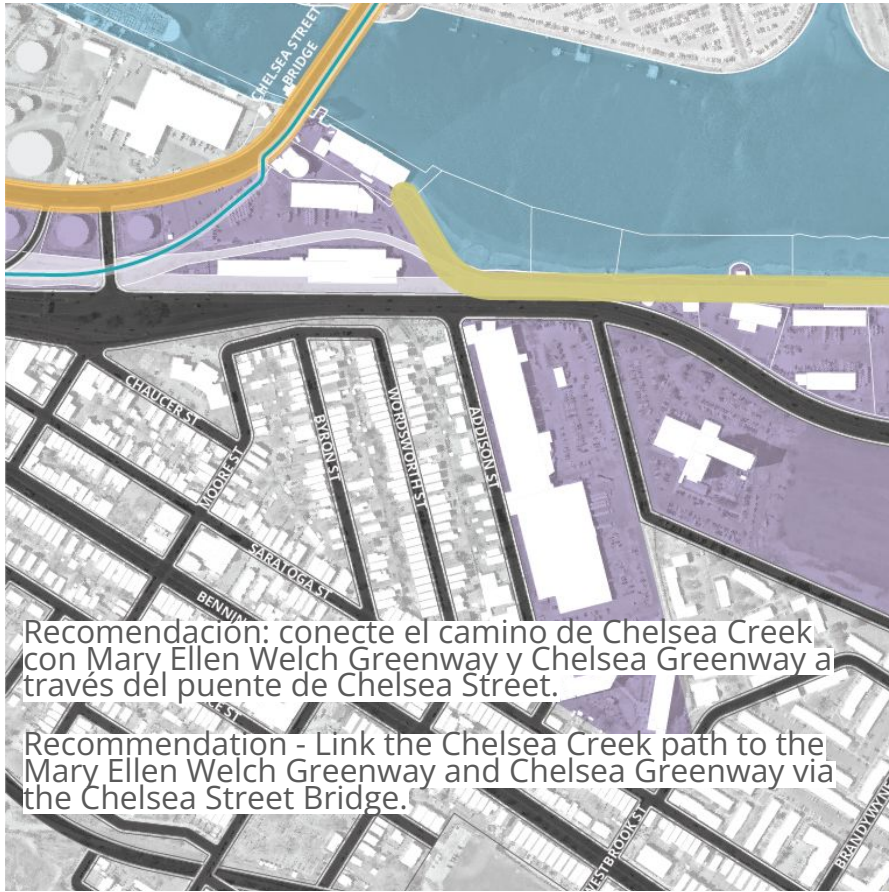 CHELSEA STREET
BRIDGE
CHAUCER ST
MOORE ST
BYRON ST
WORDSWORTH ST
ADDISON ST
SARATOGA ST
Recomendación: conecte el camino de Chelsea Creek
con Mary Ellen Welch Greenway y Chelsea Greenway a
través del puente de Chelsea Street.
Recommendation - Link the Chelsea Creek path to the
Mary Ellen Welch Greenway and Chelsea Greenway via
the Chelsea Street Bridge.
WESTBROOK ST